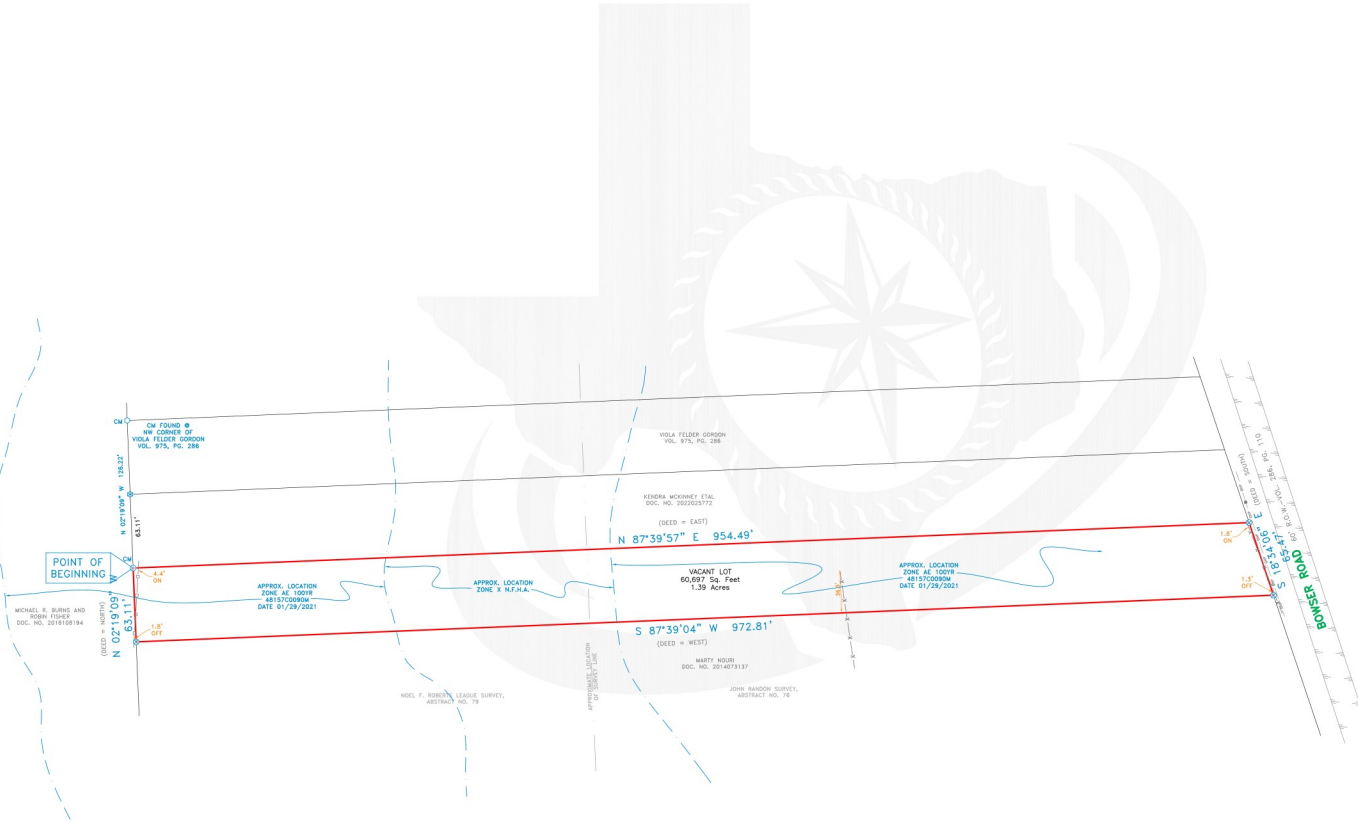 CM
CM FOUND @
NW CORNER OF
VIOLA FELDER GORDON
VOL. 975, PG. 286
N 02°19'09" W 126.22'
63.11'
VIOLA FELDER GORDON
VOL. 975, PG. 286
KENDRA MCKINNEY ETAL
DOC. NO. 2022025772
(DEED = EAST)
N 87°39'57" E 954.49'
CM
POINT OF
BEGINNING
4.4'
ON
APPROX. LOCATION
ZONE AE 100YR
48157C0090M
DATE 01/29/2021
APPROX. LOCATION
ZONE X N.F.H.A.
VACANT LOT
60,697 Sq. Feet
1.39 Acres
APPROX. LOCATION
ZONE AE 100YR
48157C0090M
DATE 01/29/2021
1.8'
ON
1.3'
OFF
(DEED = SOUTH)
S 18°34'06" E
65.47'
60' R.O.W.-VOL. 286, PG. 110
BOWSER ROAD
MICHAEL R. BURNS AND
ROBIN FISHER
DOC. NO. 2018108194
(DEED = NORTH)
N 02°19'09" W
63.11'
1.8'
OFF
S 87°39'04" W 972.81'
(DEED = WEST)
MARTY NOURI
DOC. NO. 2014073137
NOEL F. ROBERTS LEAGUE SURVEY,
ABSTRACT NO. 79
APPROXIMATE LOCATION
OF SURVEY LINE
JOHN RANDON SURVEY,
ABSTRACT NO. 76